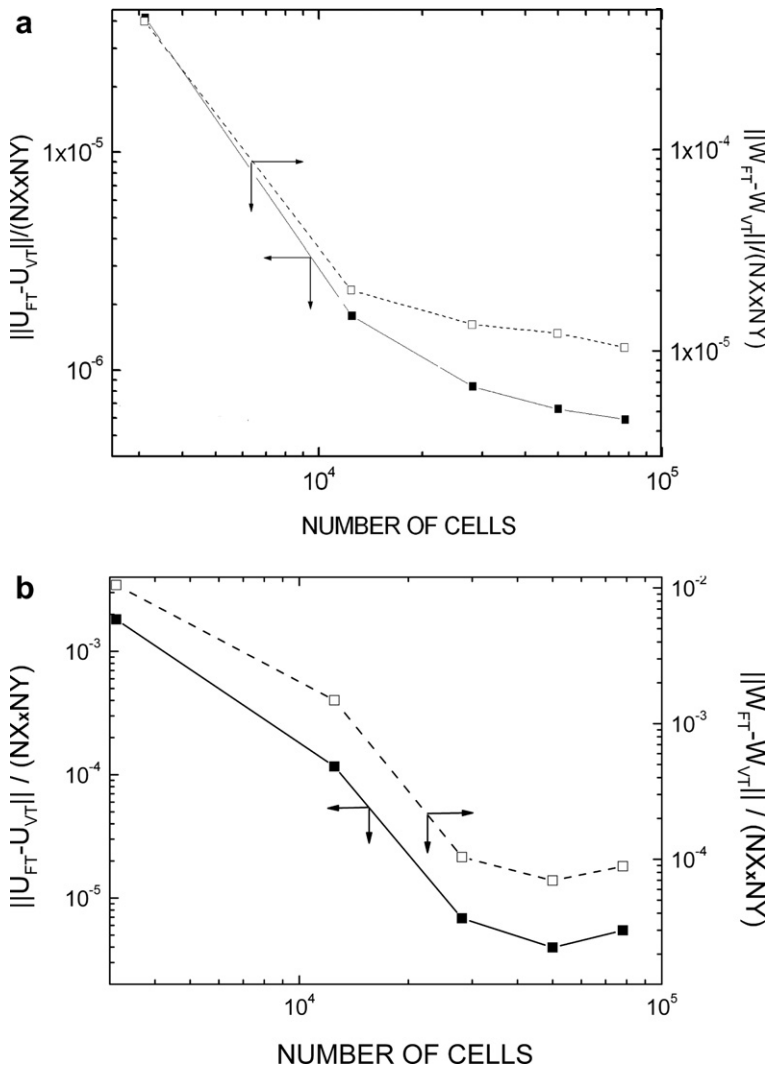 a
||U_FT-U_VT||/(NXxNY)
1x10^-5
1x10^-6
||W_FT-W_VT||/(NXxNY)
1x10^-4
1x10^-5
10^4
10^5
NUMBER OF CELLS
b
||U_FT-U_VT|| / (NXxNY)
10^-3
10^-4
10^-5
||W_FT-W_VT|| / (NXxNY)
10^-2
10^-3
10^-4
10^4
10^5
NUMBER OF CELLS